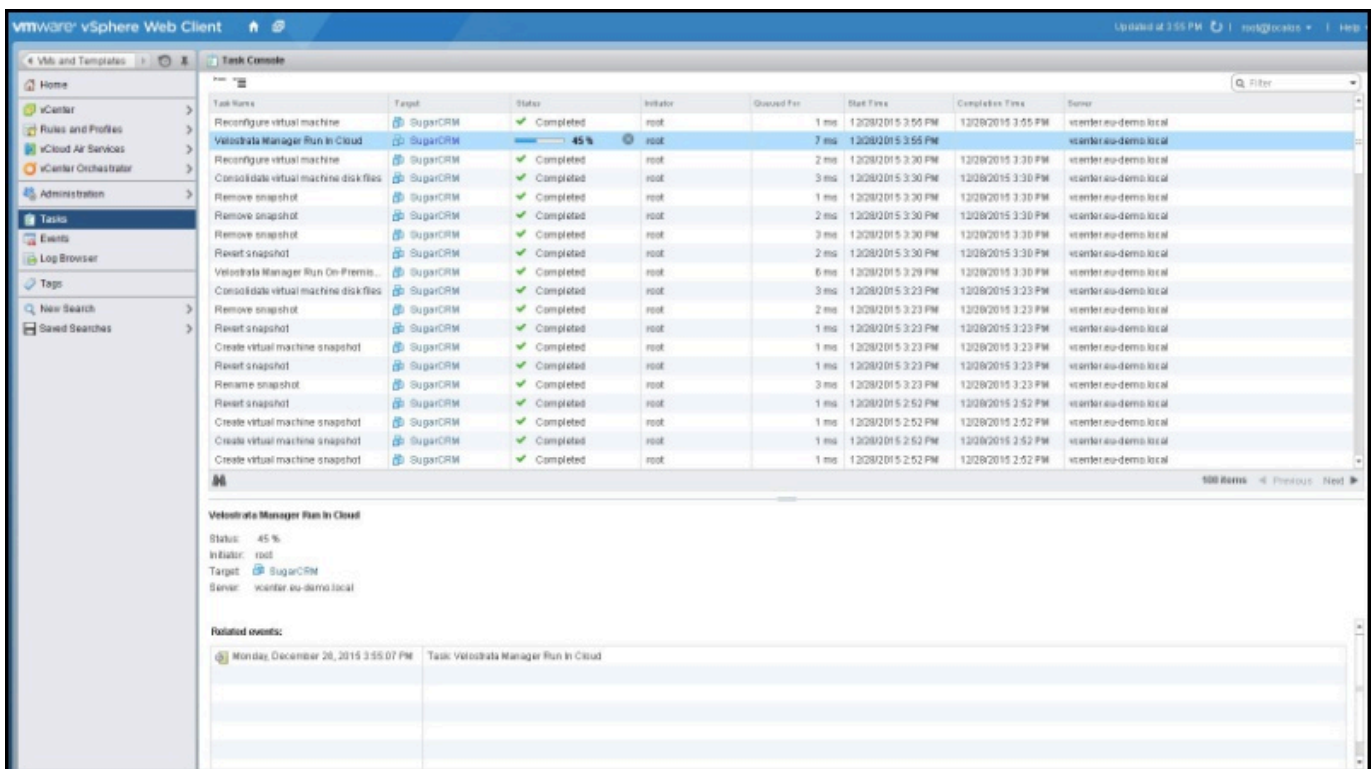 vmware® vSphere Web Client
Updated at 3:55 PM | root@localos | Help
VMs and Templates
Task Console
Home
Filter
Task Name Target Status Initiator Queued For Start Time Completion Time Server
vCenter
Reconfigure virtual machine SugarCRM Completed root 1 ms 12/28/2015 3:55 PM 12/28/2015 3:55 PM vcenter.eu-demo.local
Rules and Profiles
Velostrata Manager Run In Cloud SugarCRM 45 % root 7 ms 12/28/2015 3:55 PM vcenter.eu-demo.local
vCloud Air Services
Reconfigure virtual machine SugarCRM Completed root 2 ms 12/28/2015 3:30 PM 12/28/2015 3:30 PM vcenter.eu-demo.local
vCenter Orchestrator
Consolidate virtual machine disk files SugarCRM Completed root 3 ms 12/28/2015 3:30 PM 12/28/2015 3:30 PM vcenter.eu-demo.local
Administration
Remove snapshot SugarCRM Completed root 1 ms 12/28/2015 3:30 PM 12/28/2015 3:30 PM vcenter.eu-demo.local
Tasks
Remove snapshot SugarCRM Completed root 2 ms 12/28/2015 3:30 PM 12/28/2015 3:30 PM vcenter.eu-demo.local
Events
Remove snapshot SugarCRM Completed root 3 ms 12/28/2015 3:30 PM 12/28/2015 3:30 PM vcenter.eu-demo.local
Log Browser
Revert snapshot SugarCRM Completed root 2 ms 12/28/2015 3:30 PM 12/28/2015 3:30 PM vcenter.eu-demo.local
Tags
Velostrata Manager Run On-Premis... SugarCRM Completed root 6 ms 12/28/2015 3:29 PM 12/28/2015 3:30 PM vcenter.eu-demo.local
Consolidate virtual machine disk files SugarCRM Completed root 3 ms 12/28/2015 3:23 PM 12/28/2015 3:23 PM vcenter.eu-demo.local
New Search
Remove snapshot SugarCRM Completed root 2 ms 12/28/2015 3:23 PM 12/28/2015 3:23 PM vcenter.eu-demo.local
Saved Searches
Revert snapshot SugarCRM Completed root 1 ms 12/28/2015 3:23 PM 12/28/2015 3:23 PM vcenter.eu-demo.local
Create virtual machine snapshot SugarCRM Completed root 1 ms 12/28/2015 3:23 PM 12/28/2015 3:23 PM vcenter.eu-demo.local
Revert snapshot SugarCRM Completed root 1 ms 12/28/2015 3:23 PM 12/28/2015 3:23 PM vcenter.eu-demo.local
Rename snapshot SugarCRM Completed root 3 ms 12/28/2015 3:23 PM 12/28/2015 3:23 PM vcenter.eu-demo.local
Revert snapshot SugarCRM Completed root 1 ms 12/28/2015 2:52 PM 12/28/2015 2:52 PM vcenter.eu-demo.local
Create virtual machine snapshot SugarCRM Completed root 1 ms 12/28/2015 2:52 PM 12/28/2015 2:52 PM vcenter.eu-demo.local
Create virtual machine snapshot SugarCRM Completed root 1 ms 12/28/2015 2:52 PM 12/28/2015 2:52 PM vcenter.eu-demo.local
Create virtual machine snapshot SugarCRM Completed root 1 ms 12/28/2015 2:52 PM 12/28/2015 2:52 PM vcenter.eu-demo.local
100 items Previous Next
Velostrata Manager Run In Cloud
Status: 45 %
Initiator: root
Target: SugarCRM
Server: vcenter.eu-demo.local
Related events:
Monday, December 28, 2015 3:55:07 PM Task: Velostrata Manager Run In Cloud